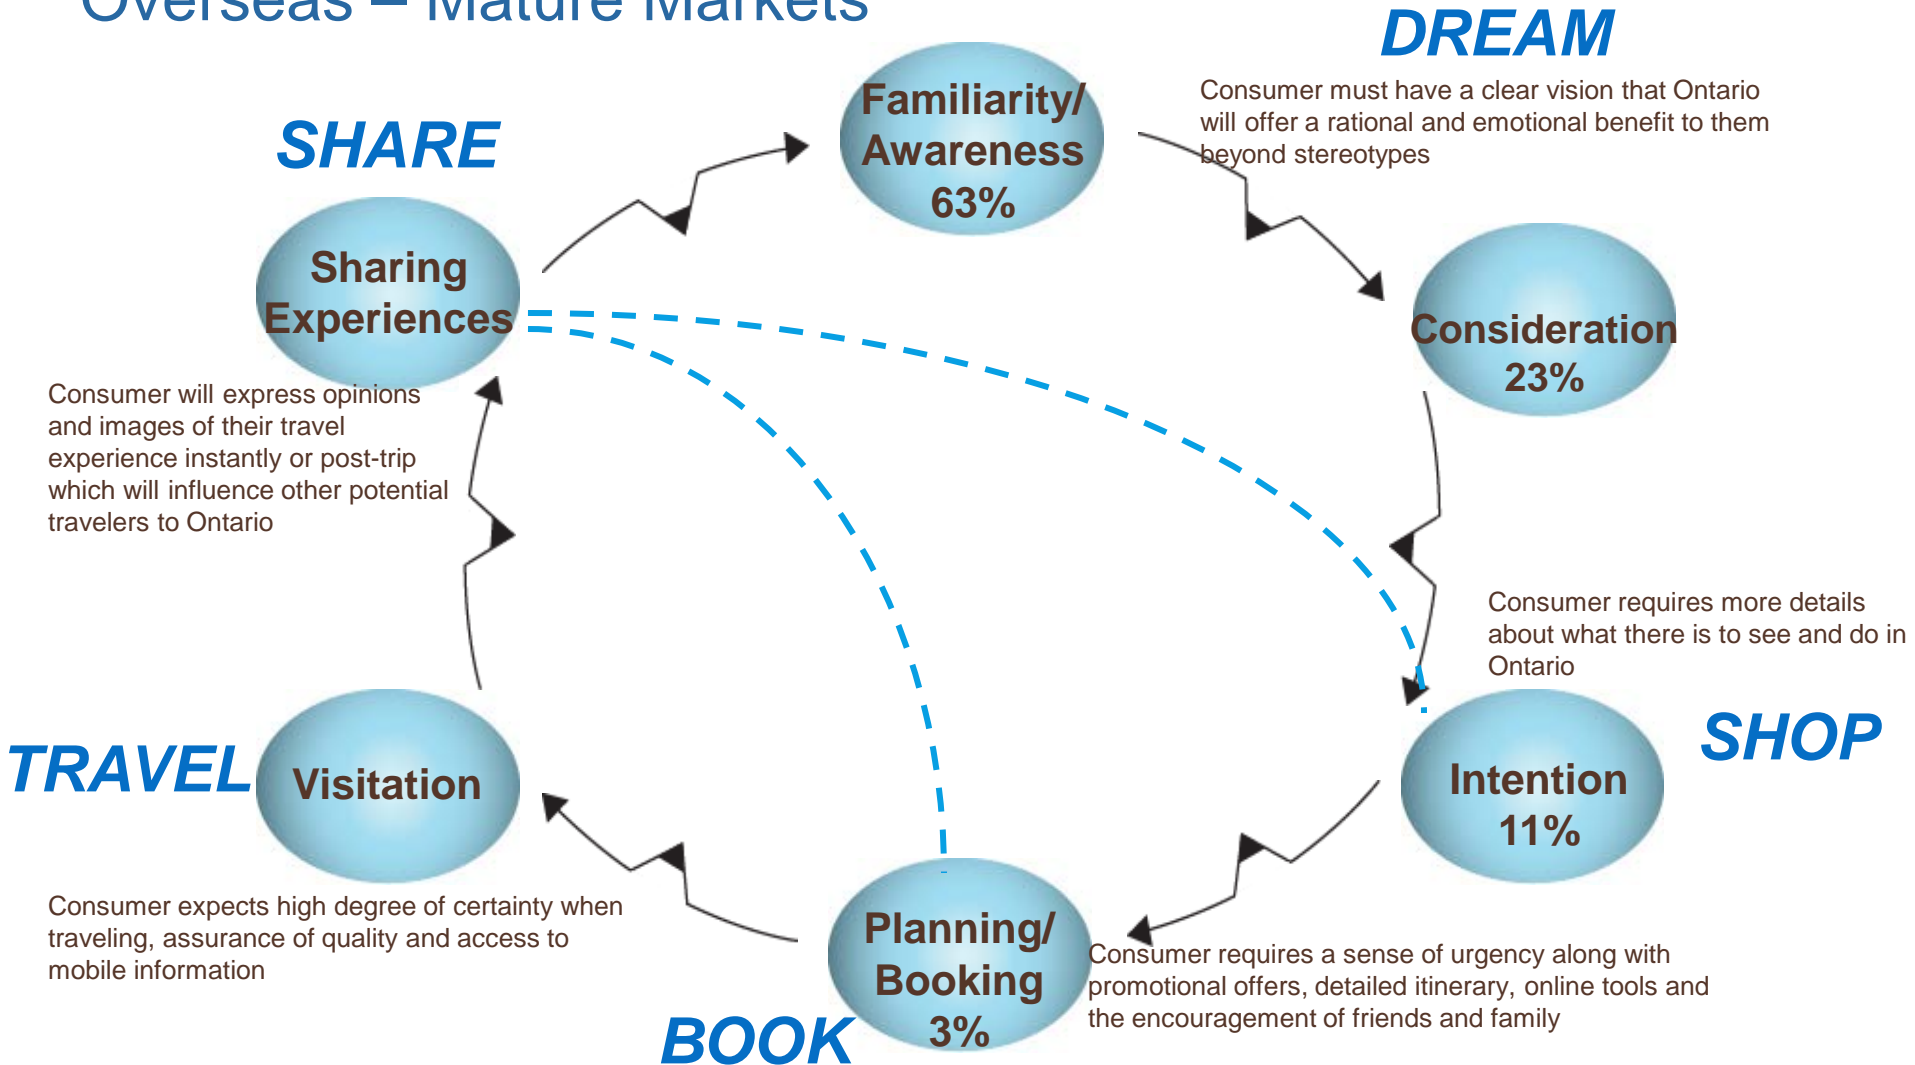 Overseas – Mature Markets
DREAM
Consumer must have a clear vision that Ontario
will offer a rational and emotional benefit to them
beyond stereotypes
Familiarity/
Awareness
63%
SHARE
Sharing
Experiences
Consumer will express opinions
and images of their travel
experience instantly or post-trip
which will influence other potential
travelers to Ontario
Consideration
23%
Consumer requires more details
about what there is to see and do in
Ontario
SHOP
Intention
11%
TRAVEL
Visitation
Consumer expects high degree of certainty when
traveling, assurance of quality and access to
mobile information
Planning/
Booking
3%
BOOK
Consumer requires a sense of urgency along with
promotional offers, detailed itinerary, online tools and
the encouragement of friends and family